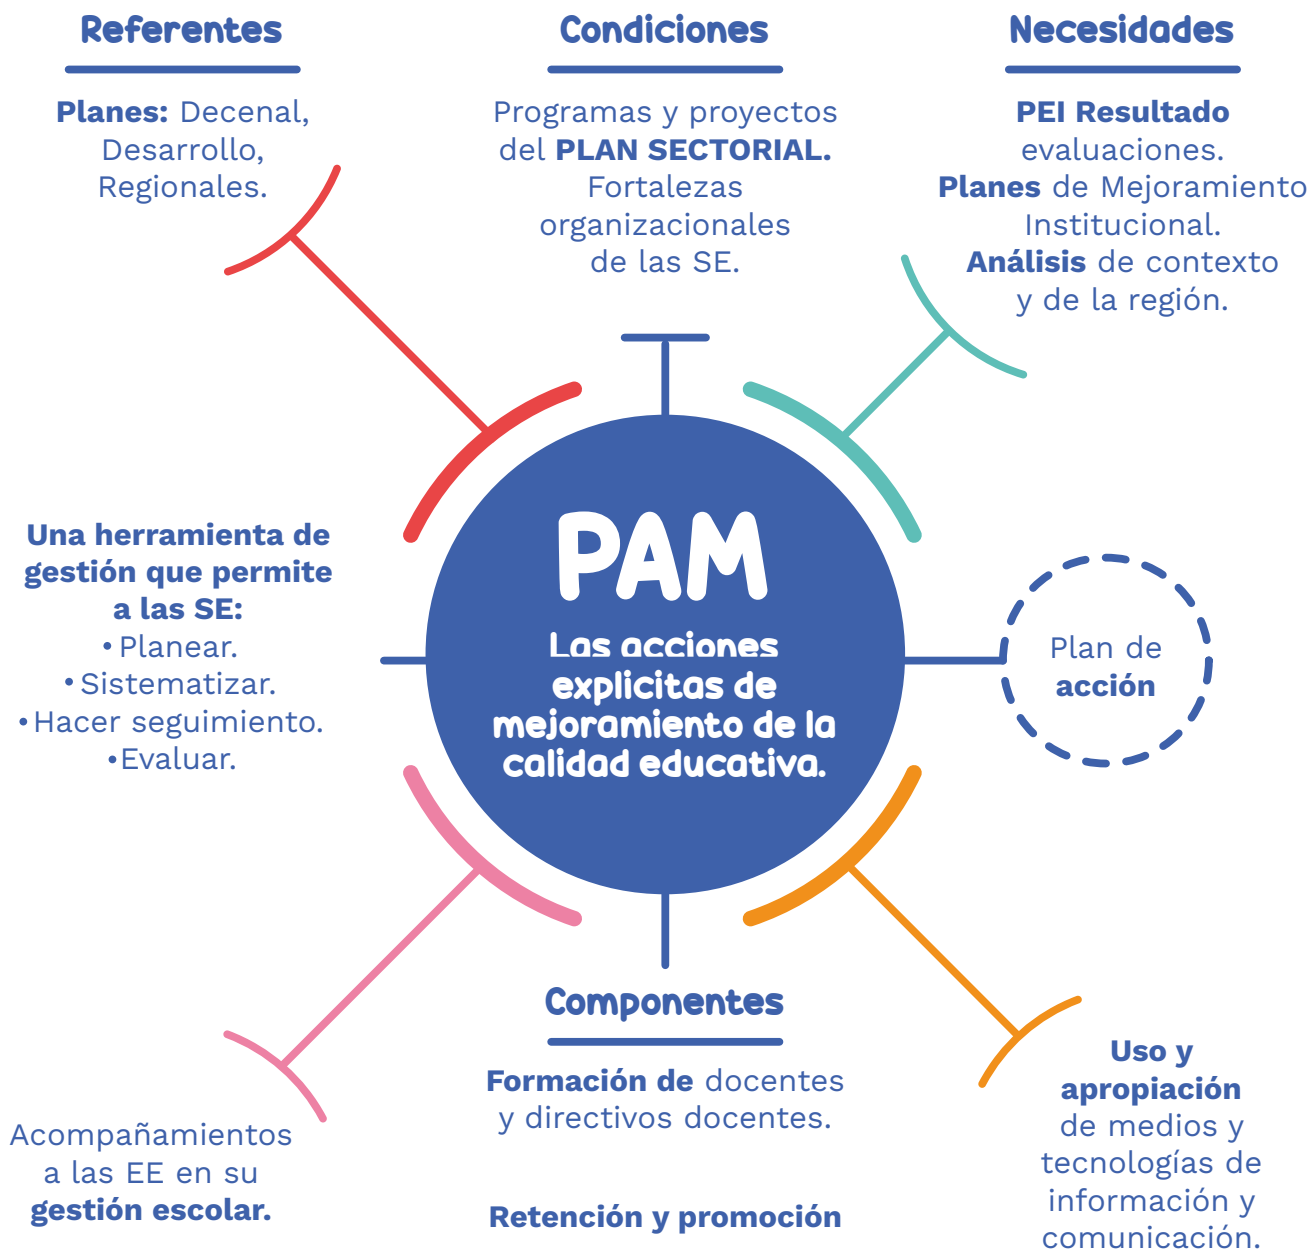 Referentes
Planes: Decenal,
Desarrollo,
Regionales.
Condiciones
Programas y proyectos
del PLAN SECTORIAL.
Fortalezas
organizacionales
de las SE.
Necesidades
PEI Resultado
evaluaciones.
Planes de Mejoramiento
Institucional.
Análisis de contexto
y de la región.
Una herramienta de
gestión que permite
a las SE:
• Planear.
• Sistematizar.
• Hacer seguimiento.
• Evaluar.
PAM
Las acciones
explicitas de
mejoramiento de la
calidad educativa.
Plan de
acción
Acompañamientos
a las EE en su
gestión escolar.
Componentes
Formación de docentes
y directivos docentes.
Retención y promoción
Uso y
apropiación
de medios y
tecnologías de
información y
comunicación.